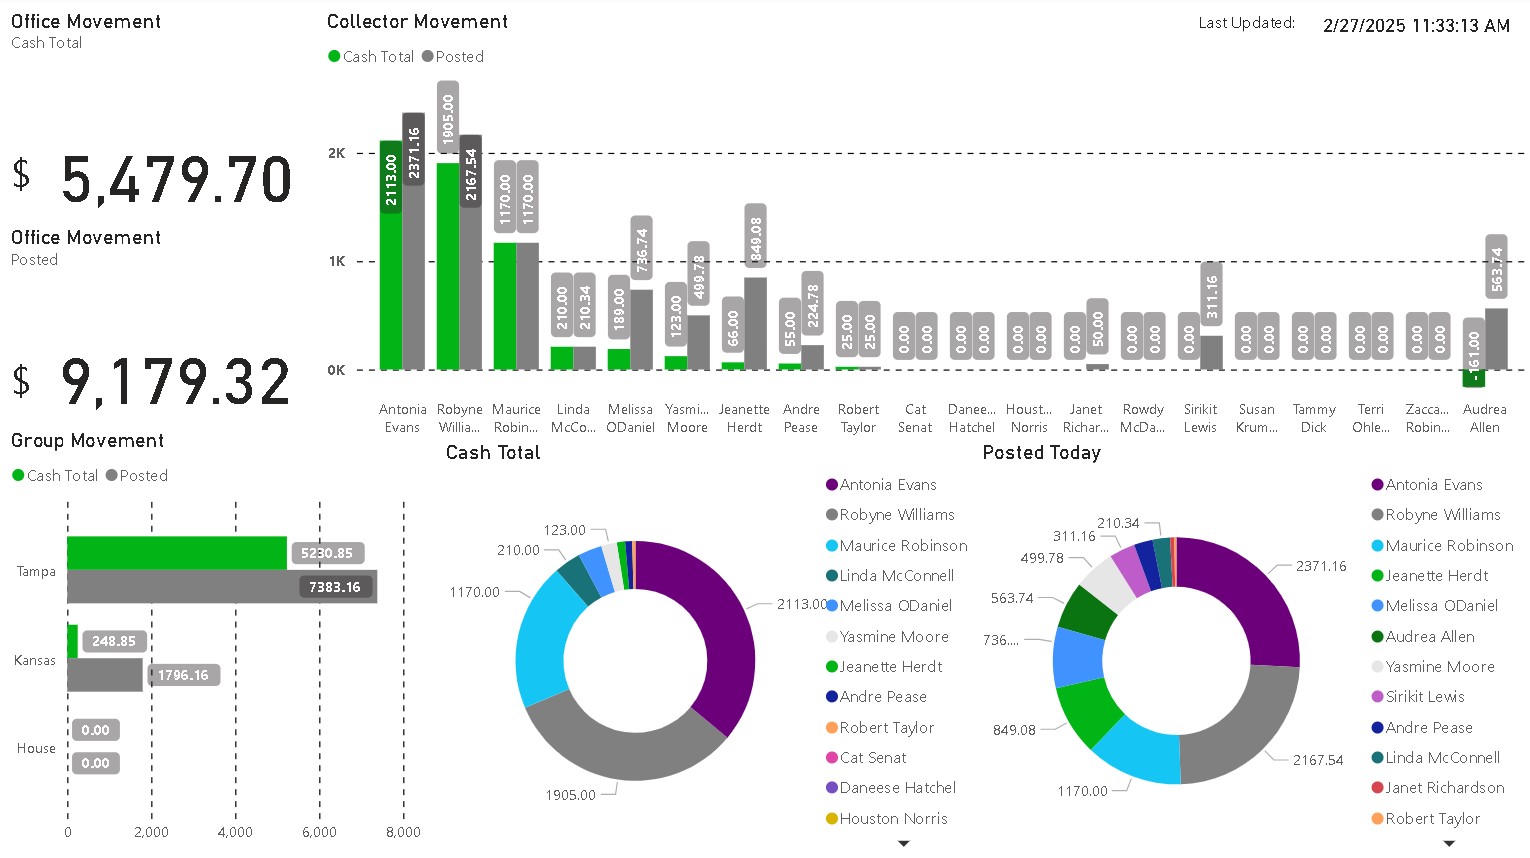 Office Movement
Cash Total
$ 5,479.70
Office Movement
Posted
$ 9,179.32
Collector Movement
Cash Total Posted
Last Updated: 2/27/2025 11:33:13 AM
2K
1K
0K
2113.00 2371.16
1905.00 2167.54
1170.00 1170.00
210.00 210.34
189.00 736.74
123.00 499.78
66.00 849.08
55.00 224.78
25.00 25.00
0.00 0.00
0.00 0.00
0.00 0.00
0.00 50.00
0.00 0.00
0.00 311.16
0.00 0.00
0.00 0.00
0.00 0.00
0.00 0.00
-161.00 563.74
Antonia Evans
Robyne Willia...
Maurice Robin...
Linda McCo...
Melissa ODaniel
Yasmi... Moore
Jeanette Herdt
Andre Pease
Robert Taylor
Cat Senat
Danee... Hatchel
Houst... Norris
Janet Richar...
Rowdy McDa...
Sirikit Lewis
Susan Krum...
Tammy Dick
Terri Ohle...
Zacca... Robin...
Audrea Allen
Group Movement
Cash Total Posted
Tampa
5230.85
7383.16
Kansas
248.85
1796.16
House
0.00
0.00
0 2,000 4,000 6,000 8,000
Cash Total
123.00
210.00
1170.00
2113.00
1905.00
Antonia Evans
Robyne Williams
Maurice Robinson
Linda McConnell
Melissa ODaniel
Yasmine Moore
Jeanette Herdt
Andre Pease
Robert Taylor
Cat Senat
Daneese Hatchel
Houston Norris
Posted Today
210.34
311.16
499.78
563.74
736....
849.08
1170.00
2371.16
2167.54
Antonia Evans
Robyne Williams
Maurice Robinson
Jeanette Herdt
Melissa ODaniel
Audrea Allen
Yasmine Moore
Sirikit Lewis
Andre Pease
Linda McConnell
Janet Richardson
Robert Taylor